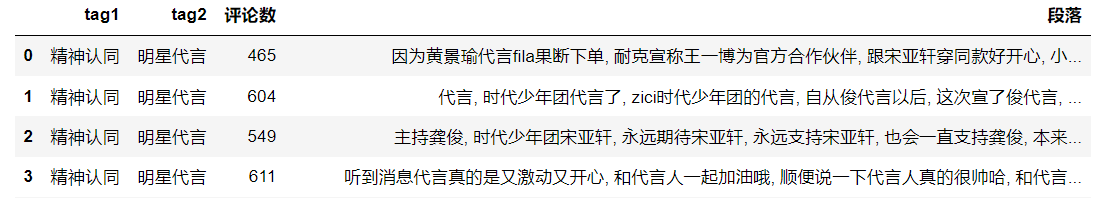 tag1 tag2 评论数 段落
0 精神认同 明星代言 465 因为黄景瑜代言fila果断下单, 耐克宣称王一博为官方合作伙伴, 跟宋亚轩穿同款好开心, 小...
1 精神认同 明星代言 604 代言, 时代少年团代言了, zici时代少年团的代言, 自从俊代言以后, 这次宣了俊代言, ...
2 精神认同 明星代言 549 主持龚俊, 时代少年团宋亚轩, 永远期待宋亚轩, 永远支持宋亚轩, 也会一直支持龚俊, 本来...
3 精神认同 明星代言 611 听到消息代言真的是又激动又开心, 和代言人一起加油哦, 顺便说一下代言人真的很帅哈, 和代言...